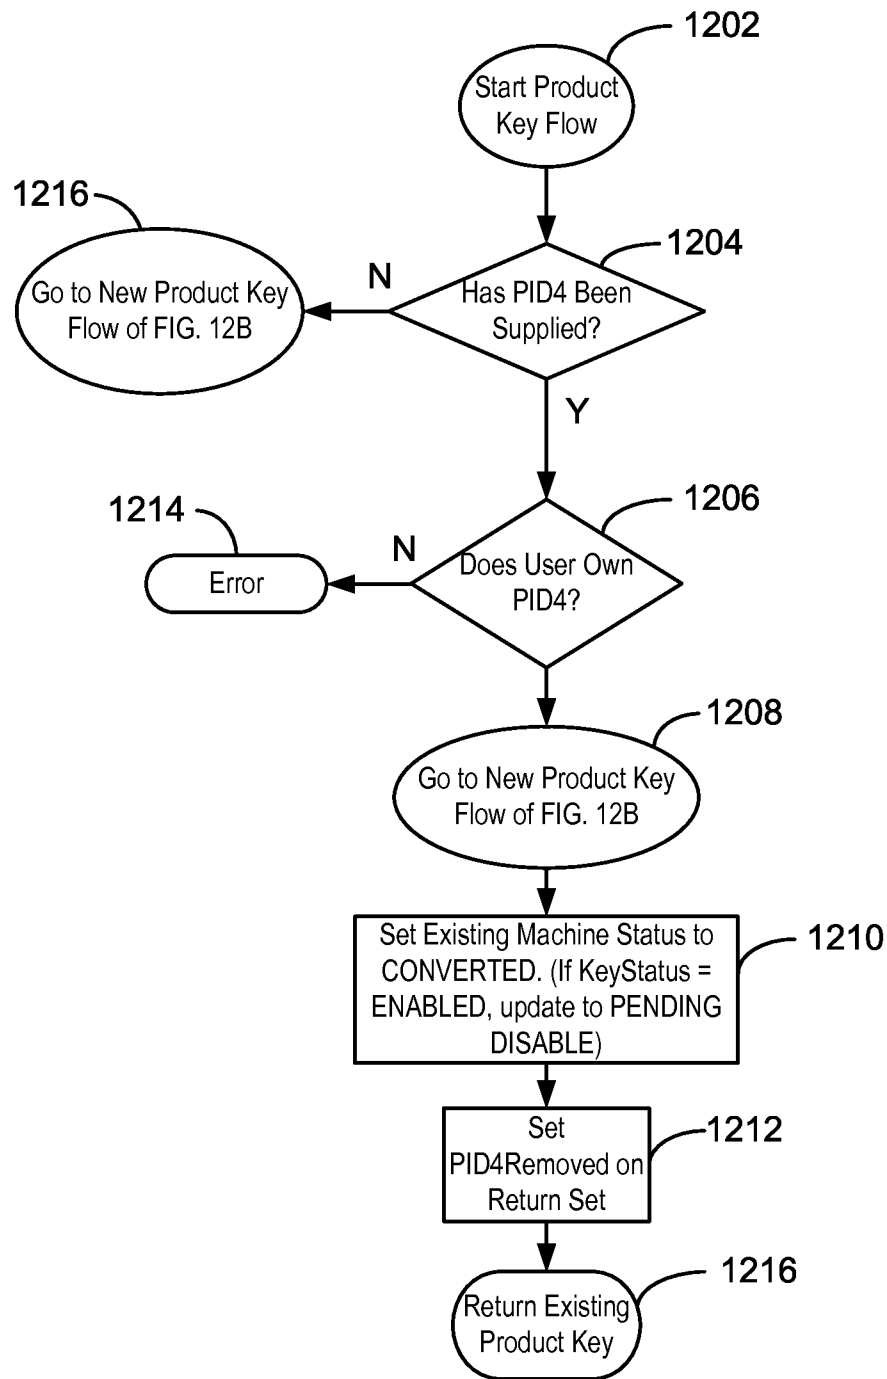 1202
Start Product
Key Flow
1216
1204
N
Go to New Product Key
Flow of FIG. 12B
Has PID4 Been
Supplied?
Y
1206
1214
N
Error
Does User Own
PID4?
1208
Go to New Product Key
Flow of FIG. 12B
Set Existing Machine Status to
CONVERTED. (If KeyStatus =
ENABLED, update to PENDING
DISABLE)
1210
Set
PID4Removed on
Return Set
1212
1216
Return Existing
Product Key